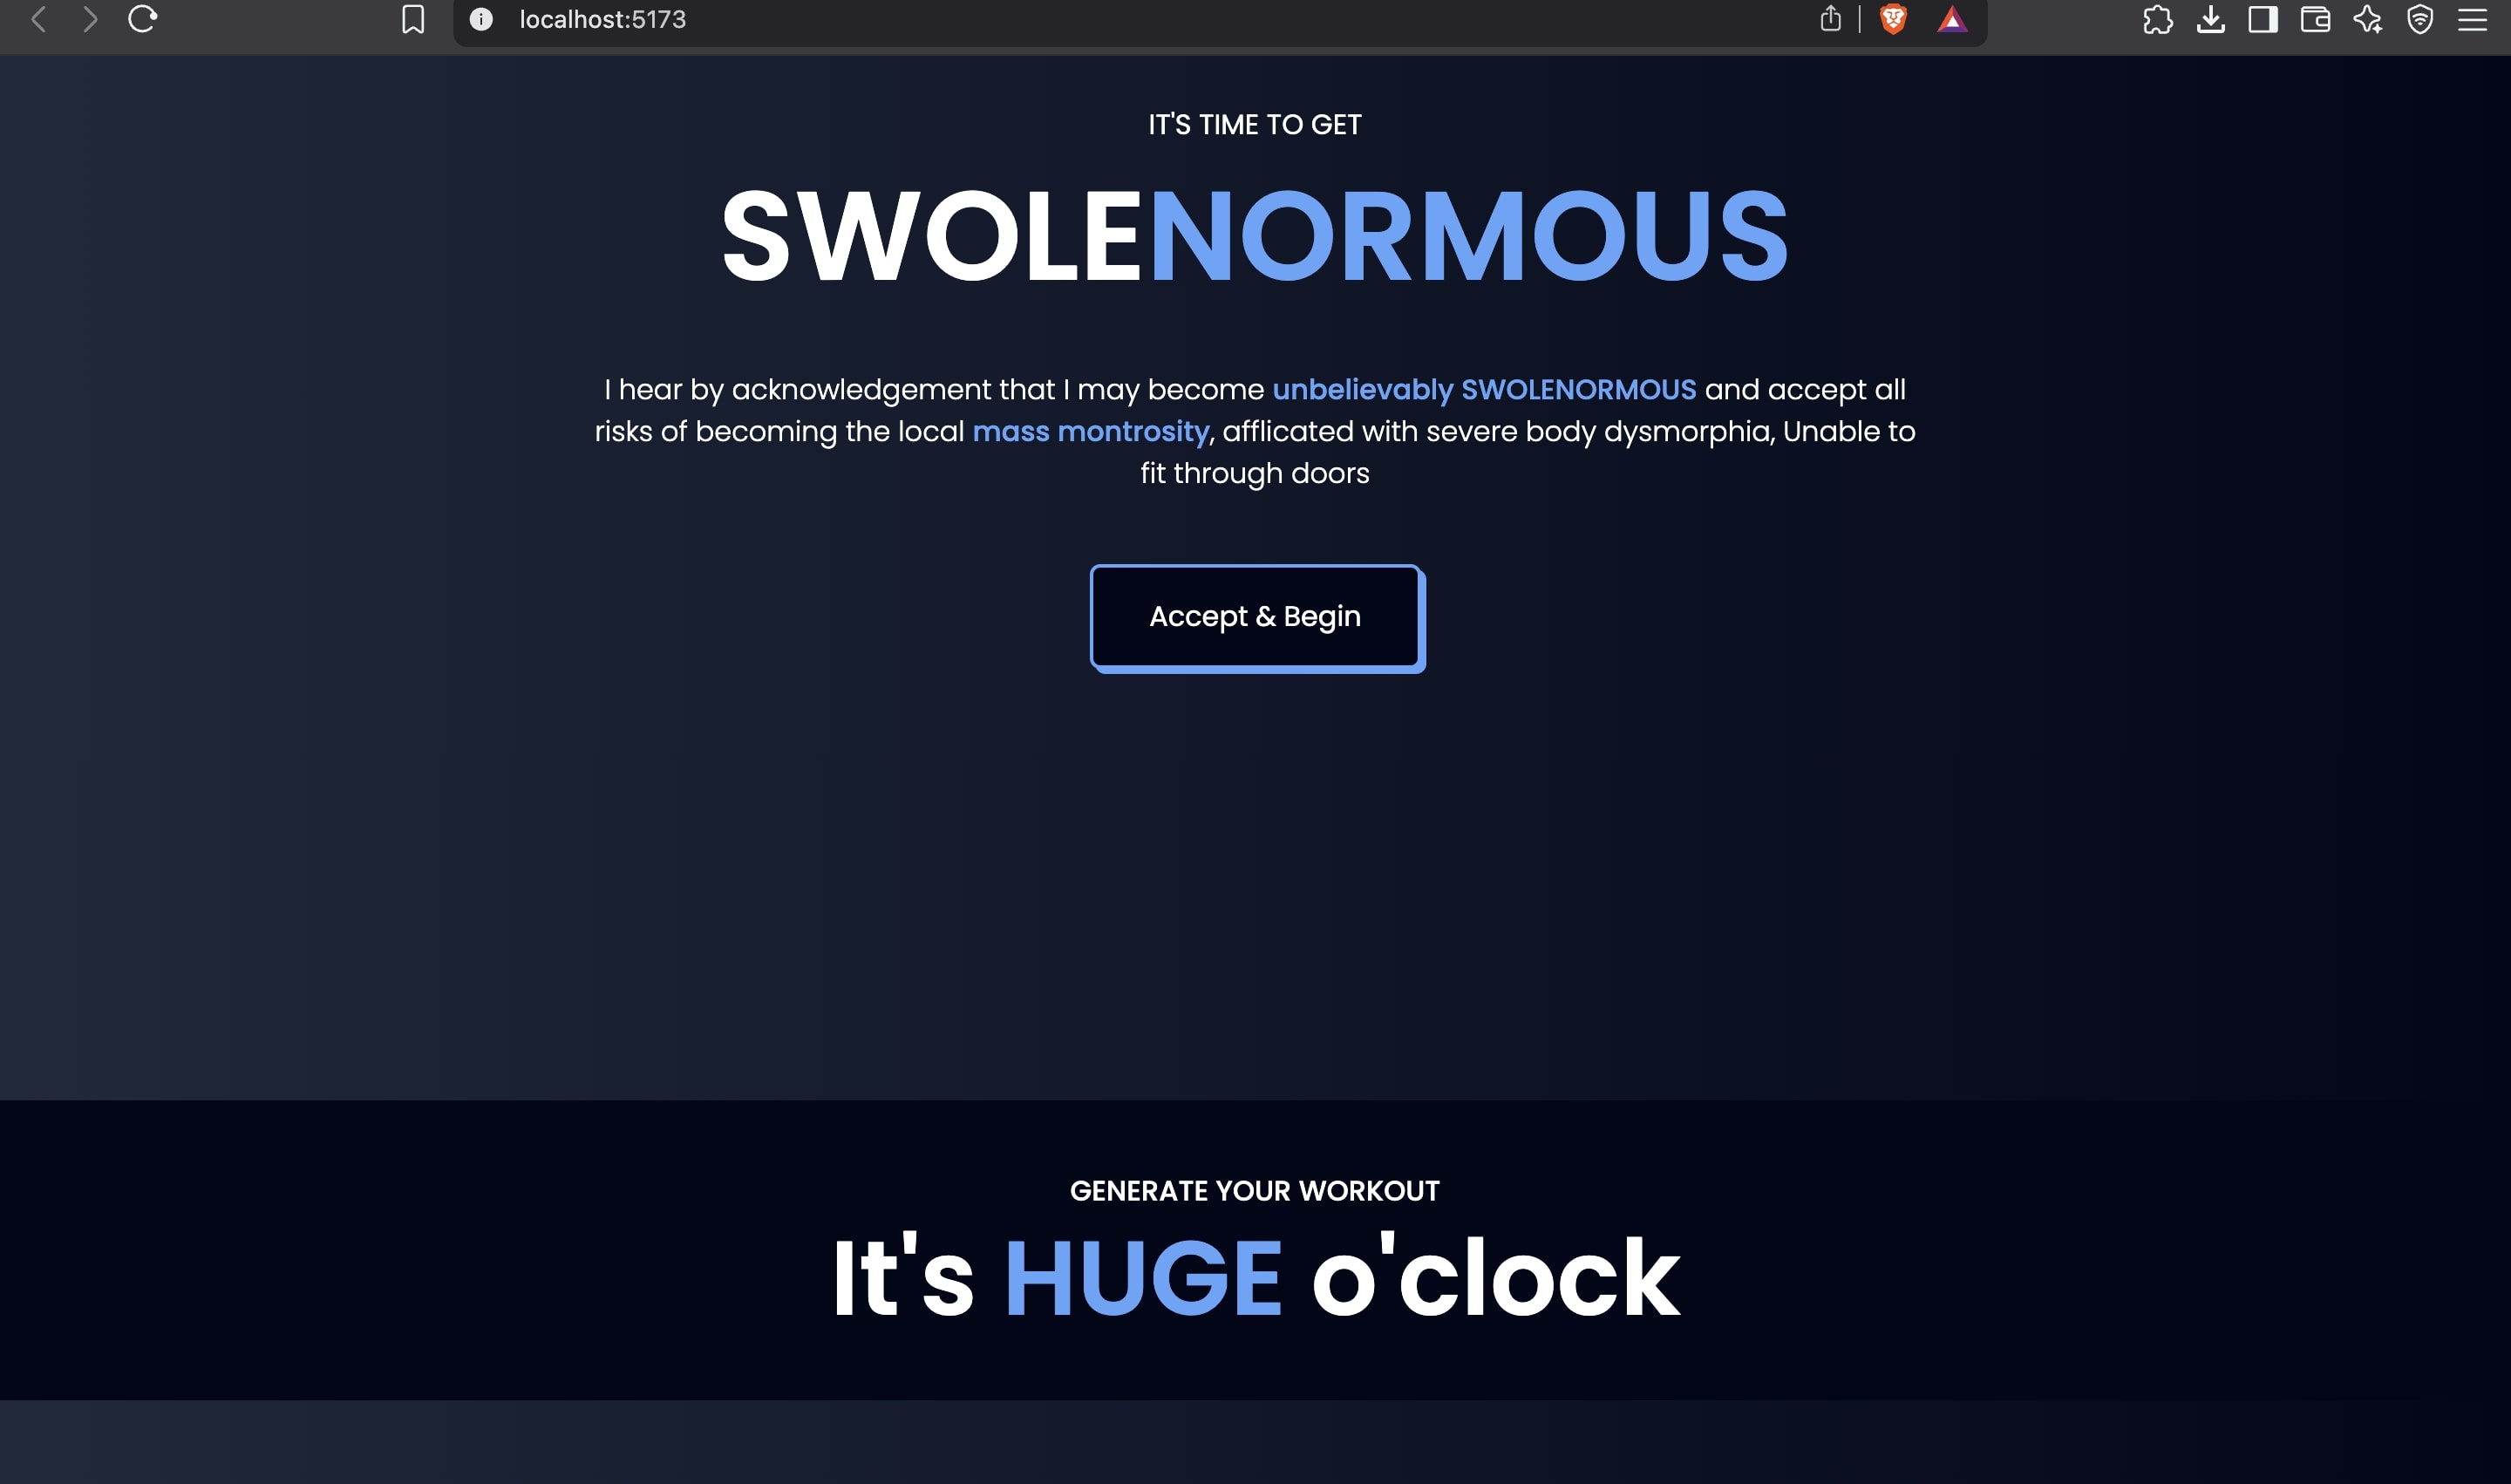 localhost:5173
IT'S TIME TO GET
SWOLENORMOUS
I hear by acknowledgement that I may become unbelievably SWOLENORMOUS and accept all
risks of becoming the local mass montrosity, afflicated with severe body dysmorphia, Unable to
fit through doors
Accept & Begin
GENERATE YOUR WORKOUT
It's HUGE o'clock